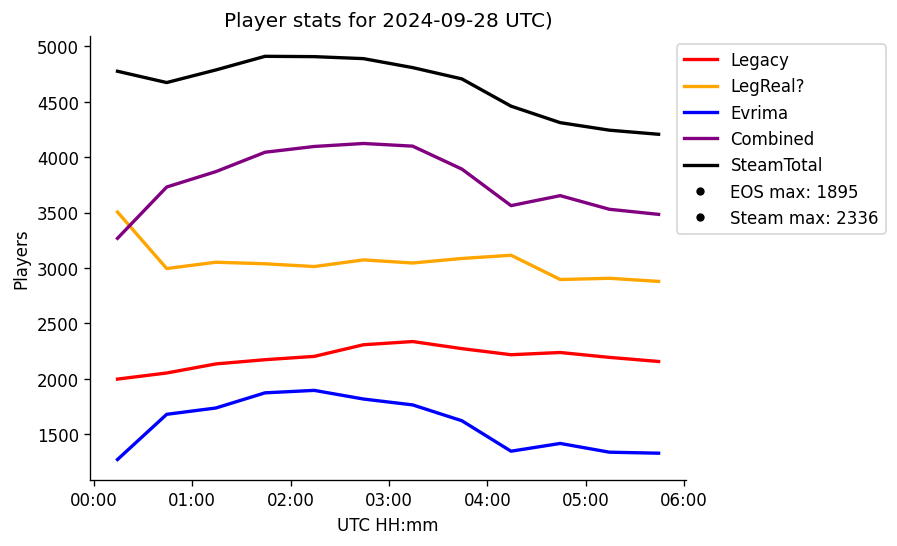 Player stats for 2024-09-28 UTC)
Players
5000
4500
4000
3500
3000
2500
2000
1500
00:00 01:00 02:00 03:00 04:00 05:00 06:00
UTC HH:mm
Legacy
LegReal?
Evrima
Combined
SteamTotal
EOS max: 1895
Steam max: 2336